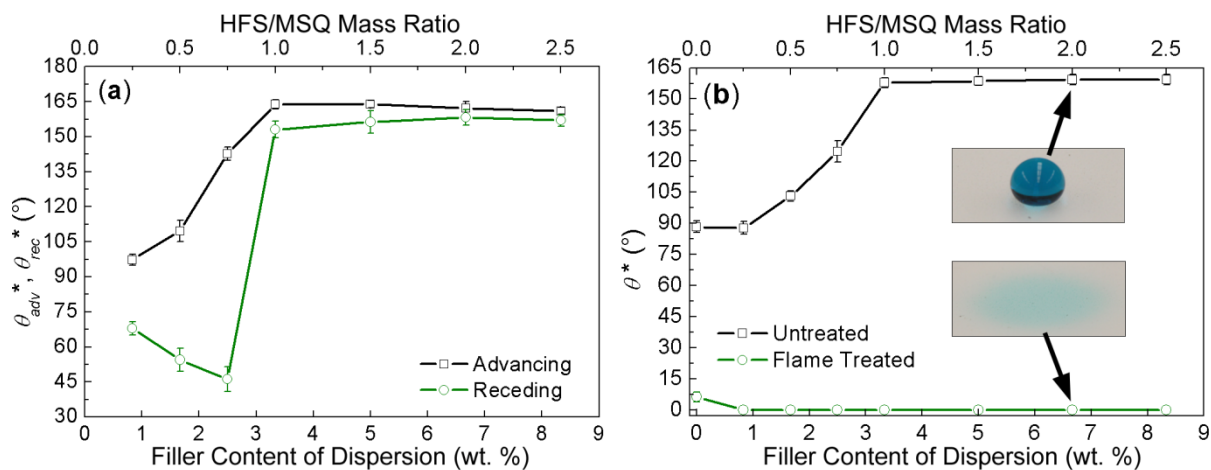 HFS/MSQ Mass Ratio
0.0 0.5 1.0 1.5 2.0 2.5
180
165
150
135
120
105
90
75
60
45
30
θadv*, θrec* (°)
(a)
Advancing
Receding
0 1 2 3 4 5 6 7 8 9
Filler Content of Dispersion (wt. %)
HFS/MSQ Mass Ratio
0.0 0.5 1.0 1.5 2.0 2.5
165
150
135
120
105
90
75
60
45
30
15
0
θ* (°)
(b)
Untreated
Flame Treated
0 1 2 3 4 5 6 7 8 9
Filler Content of Dispersion (wt. %)